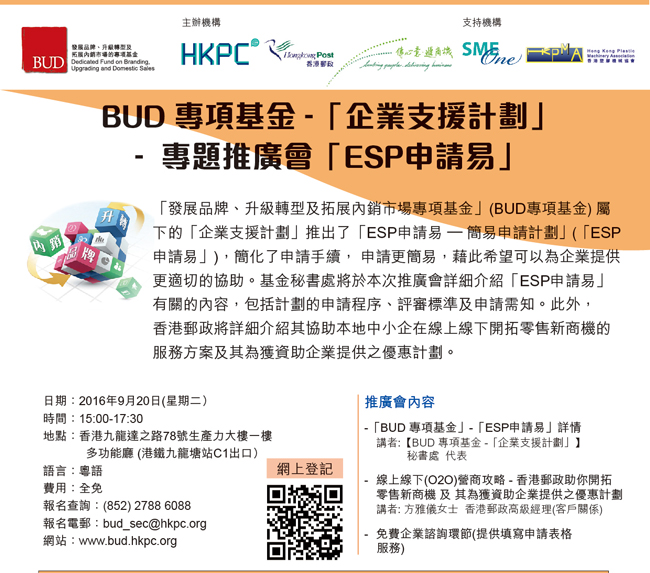 主辦機構
支持機構
BUD
發展品牌、升級轉型及
拓展內銷市場的專項基金
Dedicated Fund on Branding,
Upgrading and Domestic Sales
HKPC
Hongkong Post
香港郵政
傳心意 遞商機
Linking people. Delivering business
SME One
HKPMA
Hong Kong Plastic
Machinery Association
香港塑膠機械協會
BUD 專項基金 -「企業支援計劃」
- 專題推廣會「ESP申請易」
升
內銷
品牌
「發展品牌、升級轉型及拓展內銷市場專項基金」(BUD專項基金) 屬
下的「企業支援計劃」推出了「ESP申請易 — 簡易申請計劃」(「ESP
申請易」)，簡化了申請手續， 申請更簡易，藉此希望可以為企業提供
更適切的協助。基金秘書處將於本次推廣會詳細介紹「ESP申請易」
有關的內容，包括計劃的申請程序、評審標準及申請需知。此外，
香港郵政將詳細介紹其協助本地中小企在線上線下開拓零售新商機的
服務方案及其為獲資助企業提供之優惠計劃。
日期：2016年9月20日(星期二）
時間：15:00-17:30
地點：香港九龍達之路78號生產力大樓一樓
多功能廳 (港鐵九龍塘站C1出口）
語言：粵語
費用：全免
報名查詢：(852) 2788 6088
報名電郵：bud_sec@hkpc.org
網站：www.bud.hkpc.org
網上登記
推廣會內容
-「BUD 專項基金」-「ESP申請易」詳情
講者:【BUD 專項基金 -「企業支援計劃」】
秘書處 代表
- 線上線下(O2O)營商攻略 - 香港郵政助你開拓
零售新商機 及 其為獲資助企業提供之優惠計劃
講者: 方雅儀女士 香港郵政高級經理(客戶關係)
- 免費企業諮詢環節(提供填寫申請表格
服務)